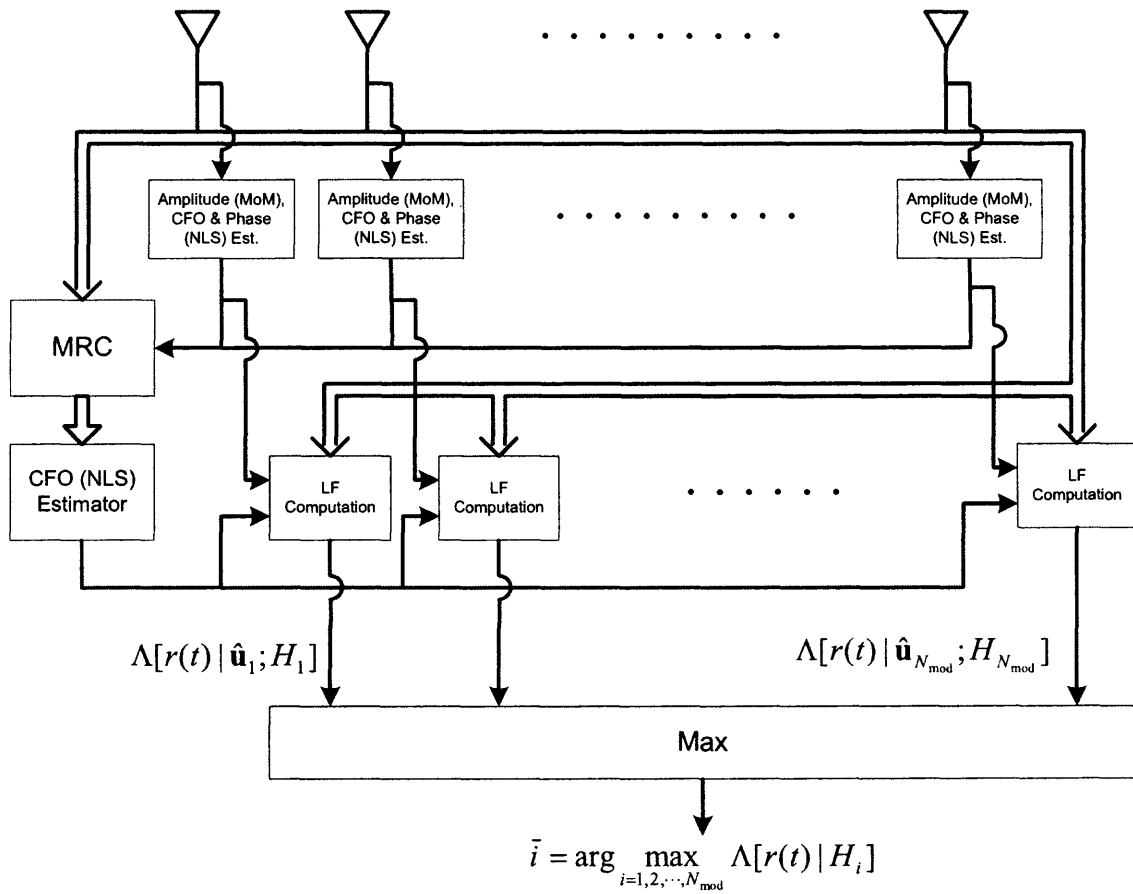 Amplitude (MoM),
CFO & Phase
(NLS) Est.
Amplitude (MoM),
CFO & Phase
(NLS) Est.
Amplitude (MoM),
CFO & Phase
(NLS) Est.
MRC
CFO (NLS)
Estimator
LF
Computation
LF
Computation
LF
Computation
Λ[r(t) | û₁; H₁]
Λ[r(t) | û_{N_mod}; H_{N_mod}]
Max
ī = arg max_{i=1,2,⋯,N_mod} Λ[r(t) | H_i]